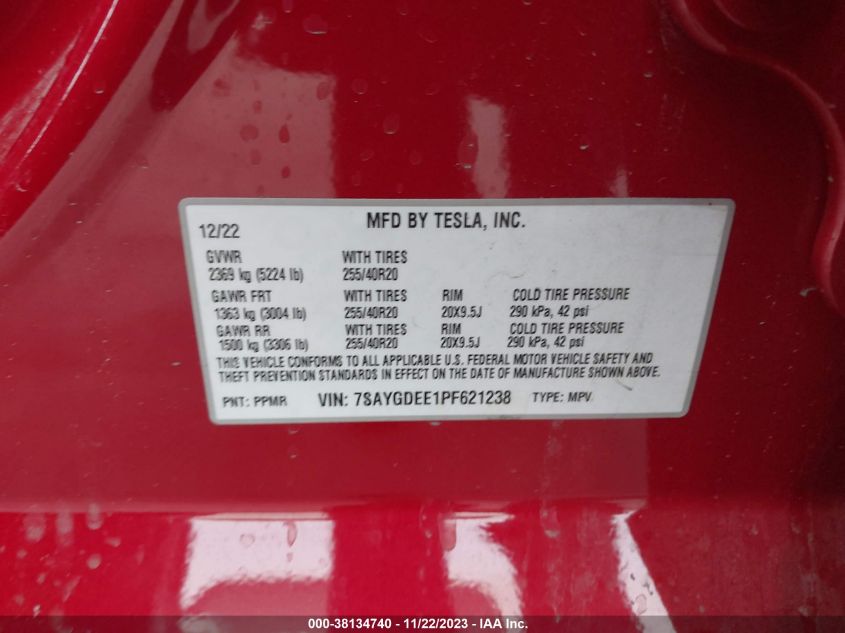 MFD BY TESLA, INC.
12/22
GVWR WITH TIRES
2369 kg (5224 lb) 255/40R20
GAWR FRT WITH TIRES RIM COLD TIRE PRESSURE
1363 kg (3004 lb) 255/40R20 20X9.5J 290 kPa, 42 psi
GAWR RR WITH TIRES RIM COLD TIRE PRESSURE
1500 kg (3306 lb) 255/40R20 20X9.5J 290 kPa, 42 psi
THIS VEHICLE CONFORMS TO ALL APPLICABLE U.S. FEDERAL MOTOR VEHICLE SAFETY AND
THEFT PREVENTION STANDARDS IN EFFECT ON THE DATE OF MANUFACTURE SHOWN ABOVE.
PNT: PPMR VIN: 7SAYGDEE1PF621238 TYPE: MPV
000-38134740 - 11/22/2023 - IAA Inc.